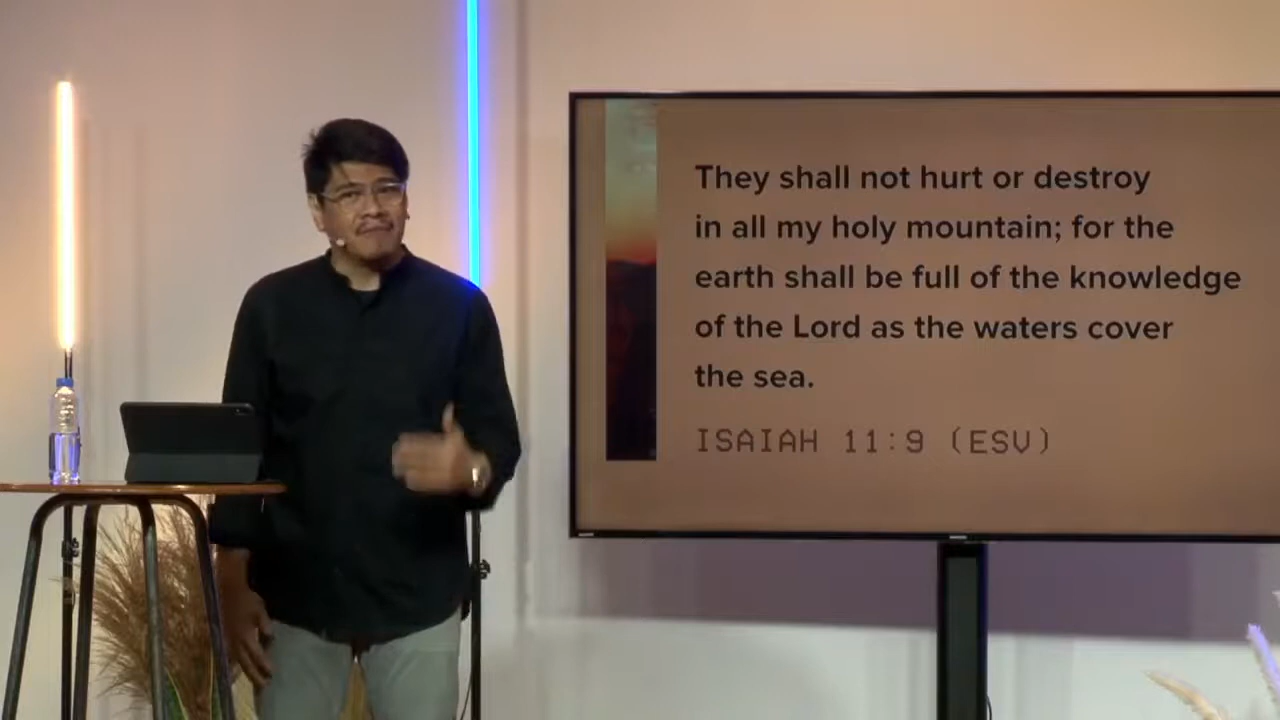 They shall not hurt or destroy
in all my holy mountain; for the
earth shall be full of the knowledge
of the Lord as the waters cover
the sea.
ISAIAH 11:9 (ESV)